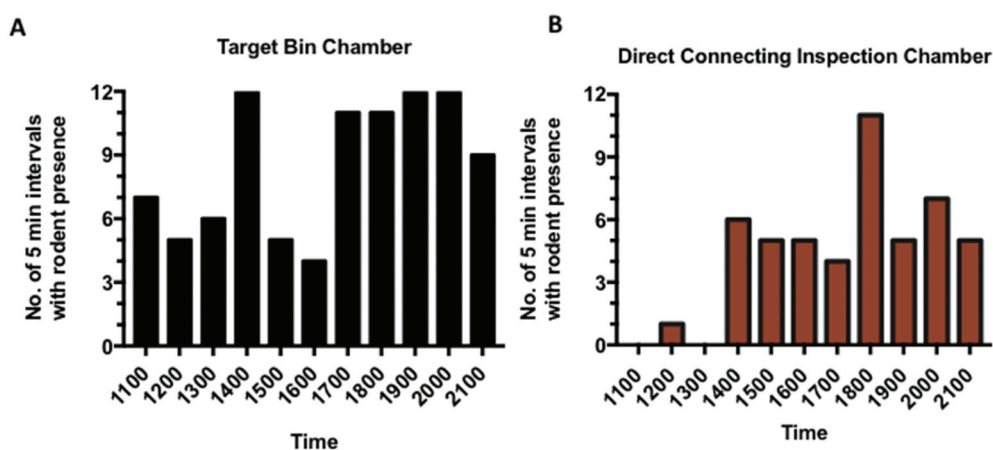 A
Target Bin Chamber
No. of 5 min intervals
with rodent presence
12
9
6
3
0
1100 1200 1300 1400 1500 1600 1700 1800 1900 2000 2100
Time
B
Direct Connecting Inspection Chamber
No. of 5 min intervals
with rodent presence
12
9
6
3
0
1100 1200 1300 1400 1500 1600 1700 1800 1900 2000 2100
Time